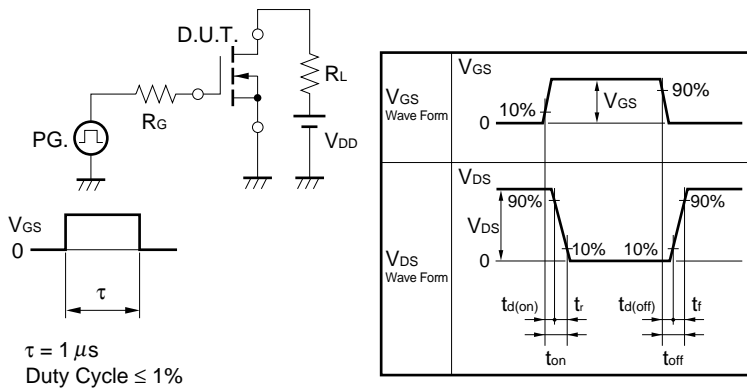 D.U.T.
RL
RG
PG.
VDD
VGS
0
τ
τ = 1 μs
Duty Cycle ≤ 1%
VGS
Wave Form
VGS
10%
VGS
90%
0
VDS
Wave Form
VDS
90%
VDS
10%
10%
90%
0
td(on)
tr
td(off)
tf
ton
toff